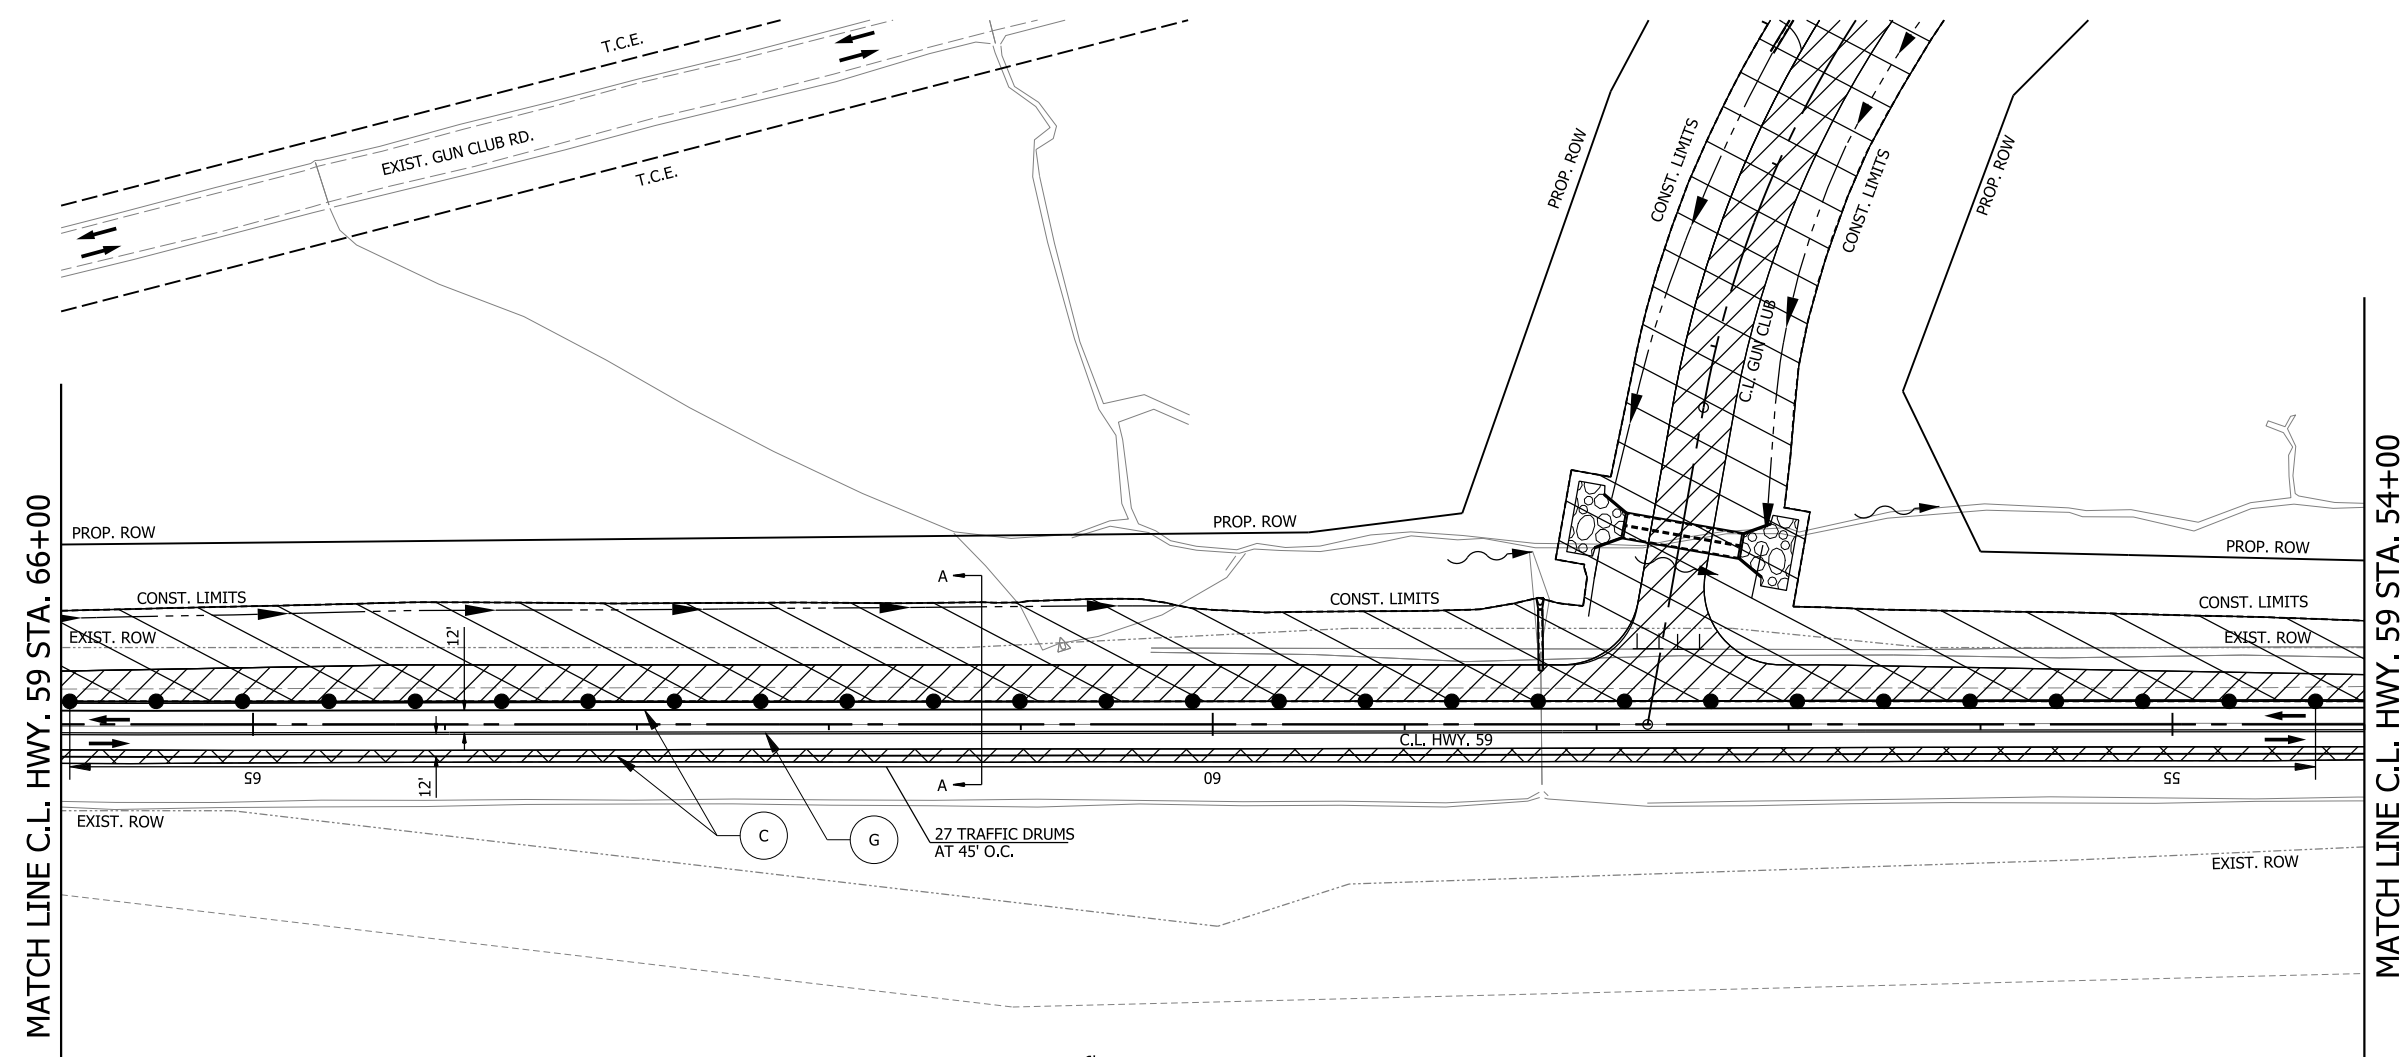 T.C.E.
EXIST. GUN CLUB RD.
T.C.E.
PROP. ROW
CONST. LIMITS
CONST. LIMITS
PROP. ROW
C.L. GUN CLUB
MATCH LINE C.L. HWY. 59 STA. 66+00
MATCH LINE C.L. HWY. 59 STA. 54+00
PROP. ROW
PROP. ROW
PROP. ROW
A
CONST. LIMITS
CONST. LIMITS
CONST. LIMITS
EXIST. ROW
12'
EXIST. ROW
C.L. HWY. 59
65
12'
A
60
55
EXIST. ROW
C
G
27 TRAFFIC DRUMS
AT 45' O.C.
EXIST. ROW